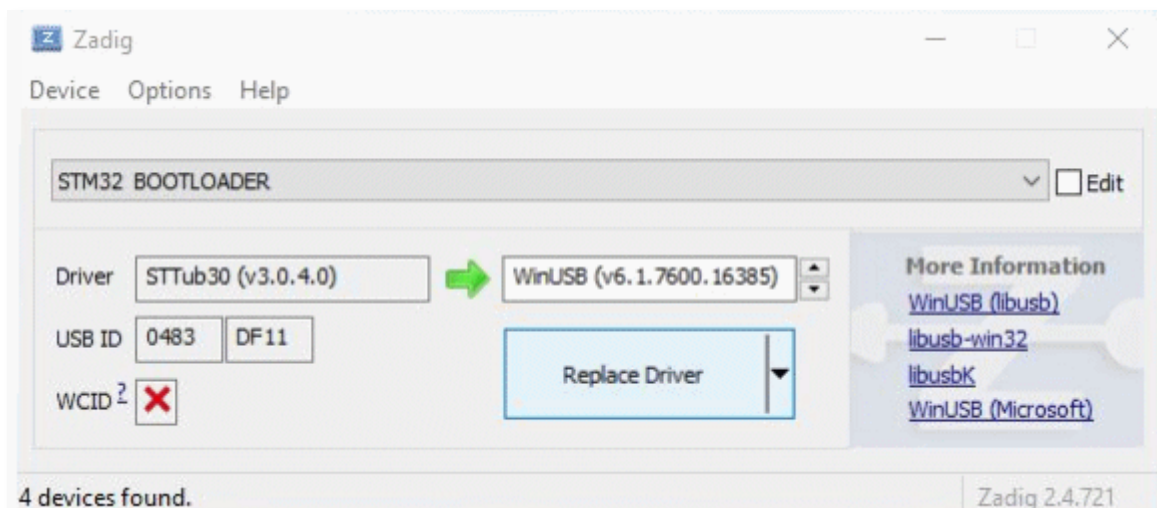 Zadig
Device Options Help
STM32 BOOTLOADER
Edit
Driver STTub30 (v3.0.4.0) WinUSB (v6.1.7600.16385)
USB ID 0483 DF11
WCID ?
Replace Driver
More Information
WinUSB (libusb)
libusb-win32
libusbK
WinUSB (Microsoft)
4 devices found.
Zadig 2.4.721